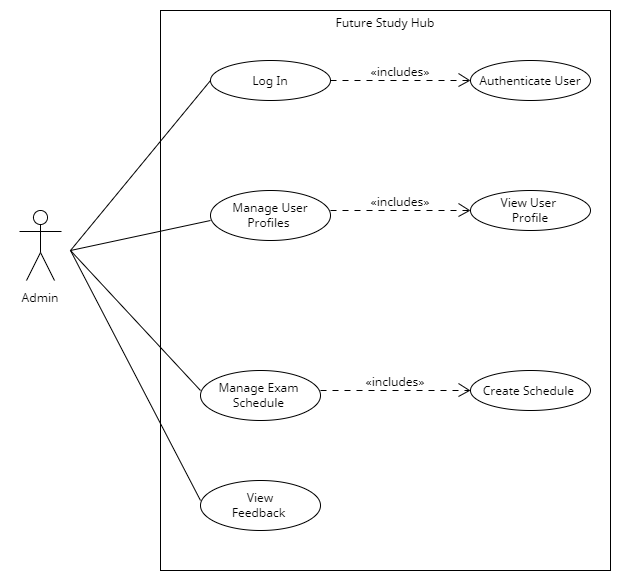 Future Study Hub
Log In
«includes»
Authenticate User
Manage User
Profiles
«includes»
View User
Profile
Admin
Manage Exam
Schedule
«includes»
Create Schedule
View
Feedback